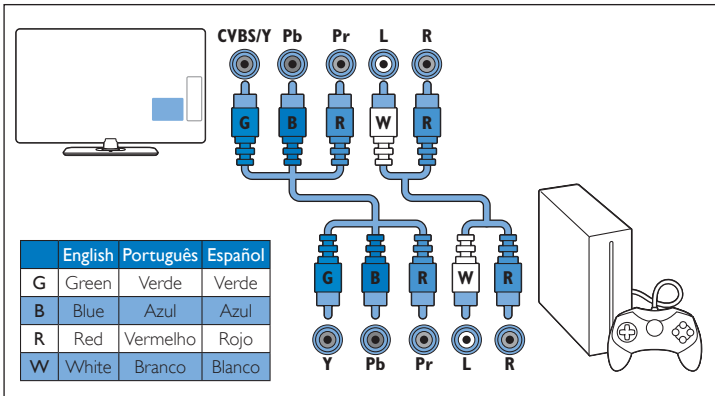 CVBS/Y Pb Pr L R
G B R W R
G B R W R
Y Pb Pr L R
English Português Español
G Green Verde Verde
B Blue Azul Azul
R Red Vermelho Rojo
W White Branco Blanco